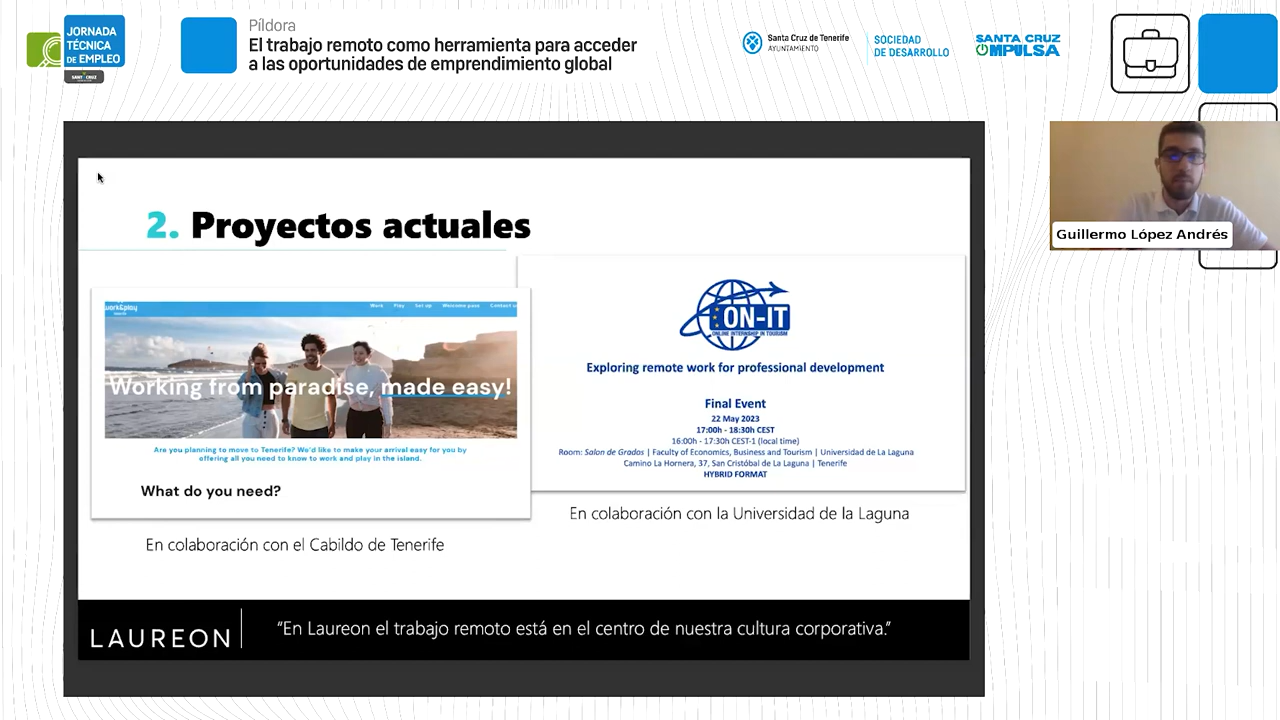 JORNADA
TÉCNICA
DE EMPLEO
Píldora
El trabajo remoto como herramienta para acceder
a las oportunidades de emprendimiento global
Santa Cruz de Tenerife
AYUNTAMIENTO
SOCIEDAD
DE DESARROLLO
SANTA CRUZ
IMPULSA
Guillermo López Andrés
2. Proyectos actuales
work&play
Work Play Set up Welcome pass Contact
Working from paradise, made easy!
Are you planning to move to Tenerife? We'd like to make your arrival easy for you by
offering all you need to know to work and play in the island.
What do you need?
En colaboración con el Cabildo de Tenerife
ON-IT
ONLINE INTERNSHIP IN TOURISM
Exploring remote work for professional development
Final Event
22 May 2023
17:00h - 18:30h CEST
16:00h - 17:30h CEST-1 (local time)
Room: Salon de Grados | Faculty of Economics, Business and Tourism | Universidad de La Laguna
Camino La Hornera, 37, San Cristóbal de La Laguna | Tenerife
HYBRID FORMAT
En colaboración con la Universidad de la Laguna
LAUREON
“En Laureon el trabajo remoto está en el centro de nuestra cultura corporativa.”